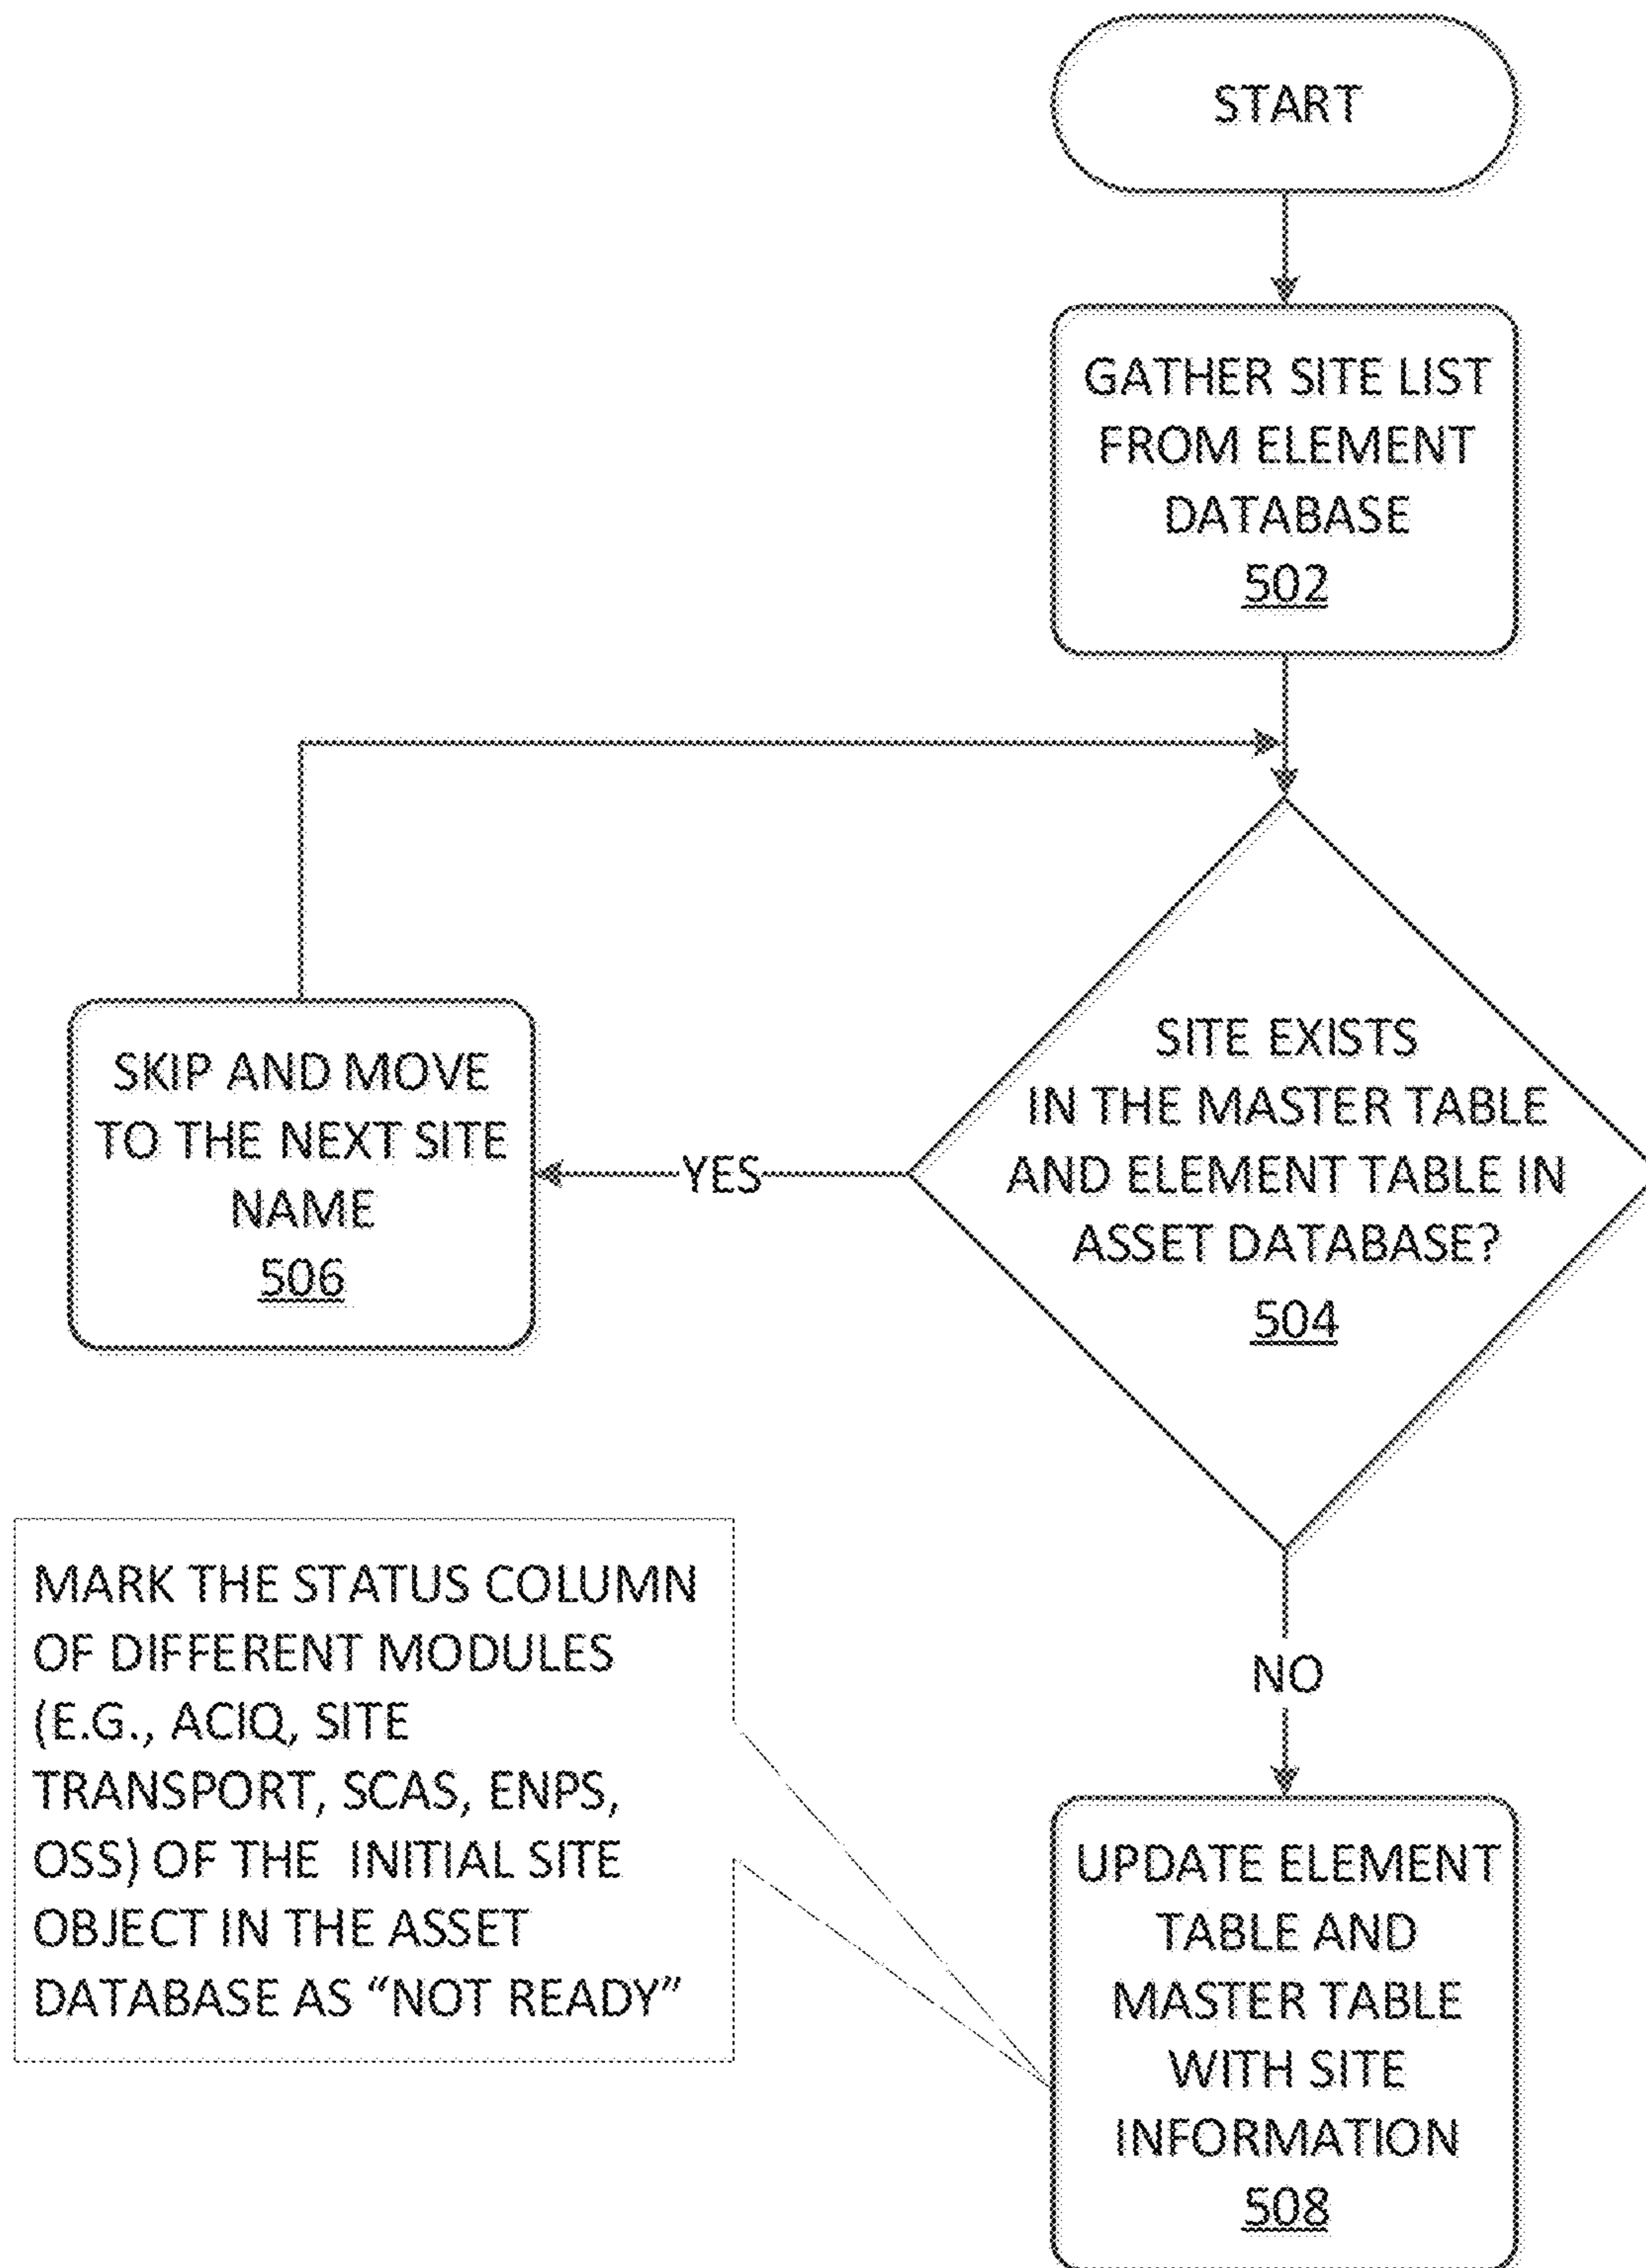 START
GATHER SITE LIST
FROM ELEMENT
DATABASE
502
SITE EXISTS
IN THE MASTER TABLE
AND ELEMENT TABLE IN
ASSET DATABASE?
504
YES
SKIP AND MOVE
TO THE NEXT SITE
NAME
506
NO
MARK THE STATUS COLUMN
OF DIFFERENT MODULES
(E.G., ACIQ, SITE
TRANSPORT, SCAS, ENPS,
OSS) OF THE INITIAL SITE
OBJECT IN THE ASSET
DATABASE AS “NOT READY”
UPDATE ELEMENT
TABLE AND
MASTER TABLE
WITH SITE
INFORMATION
508